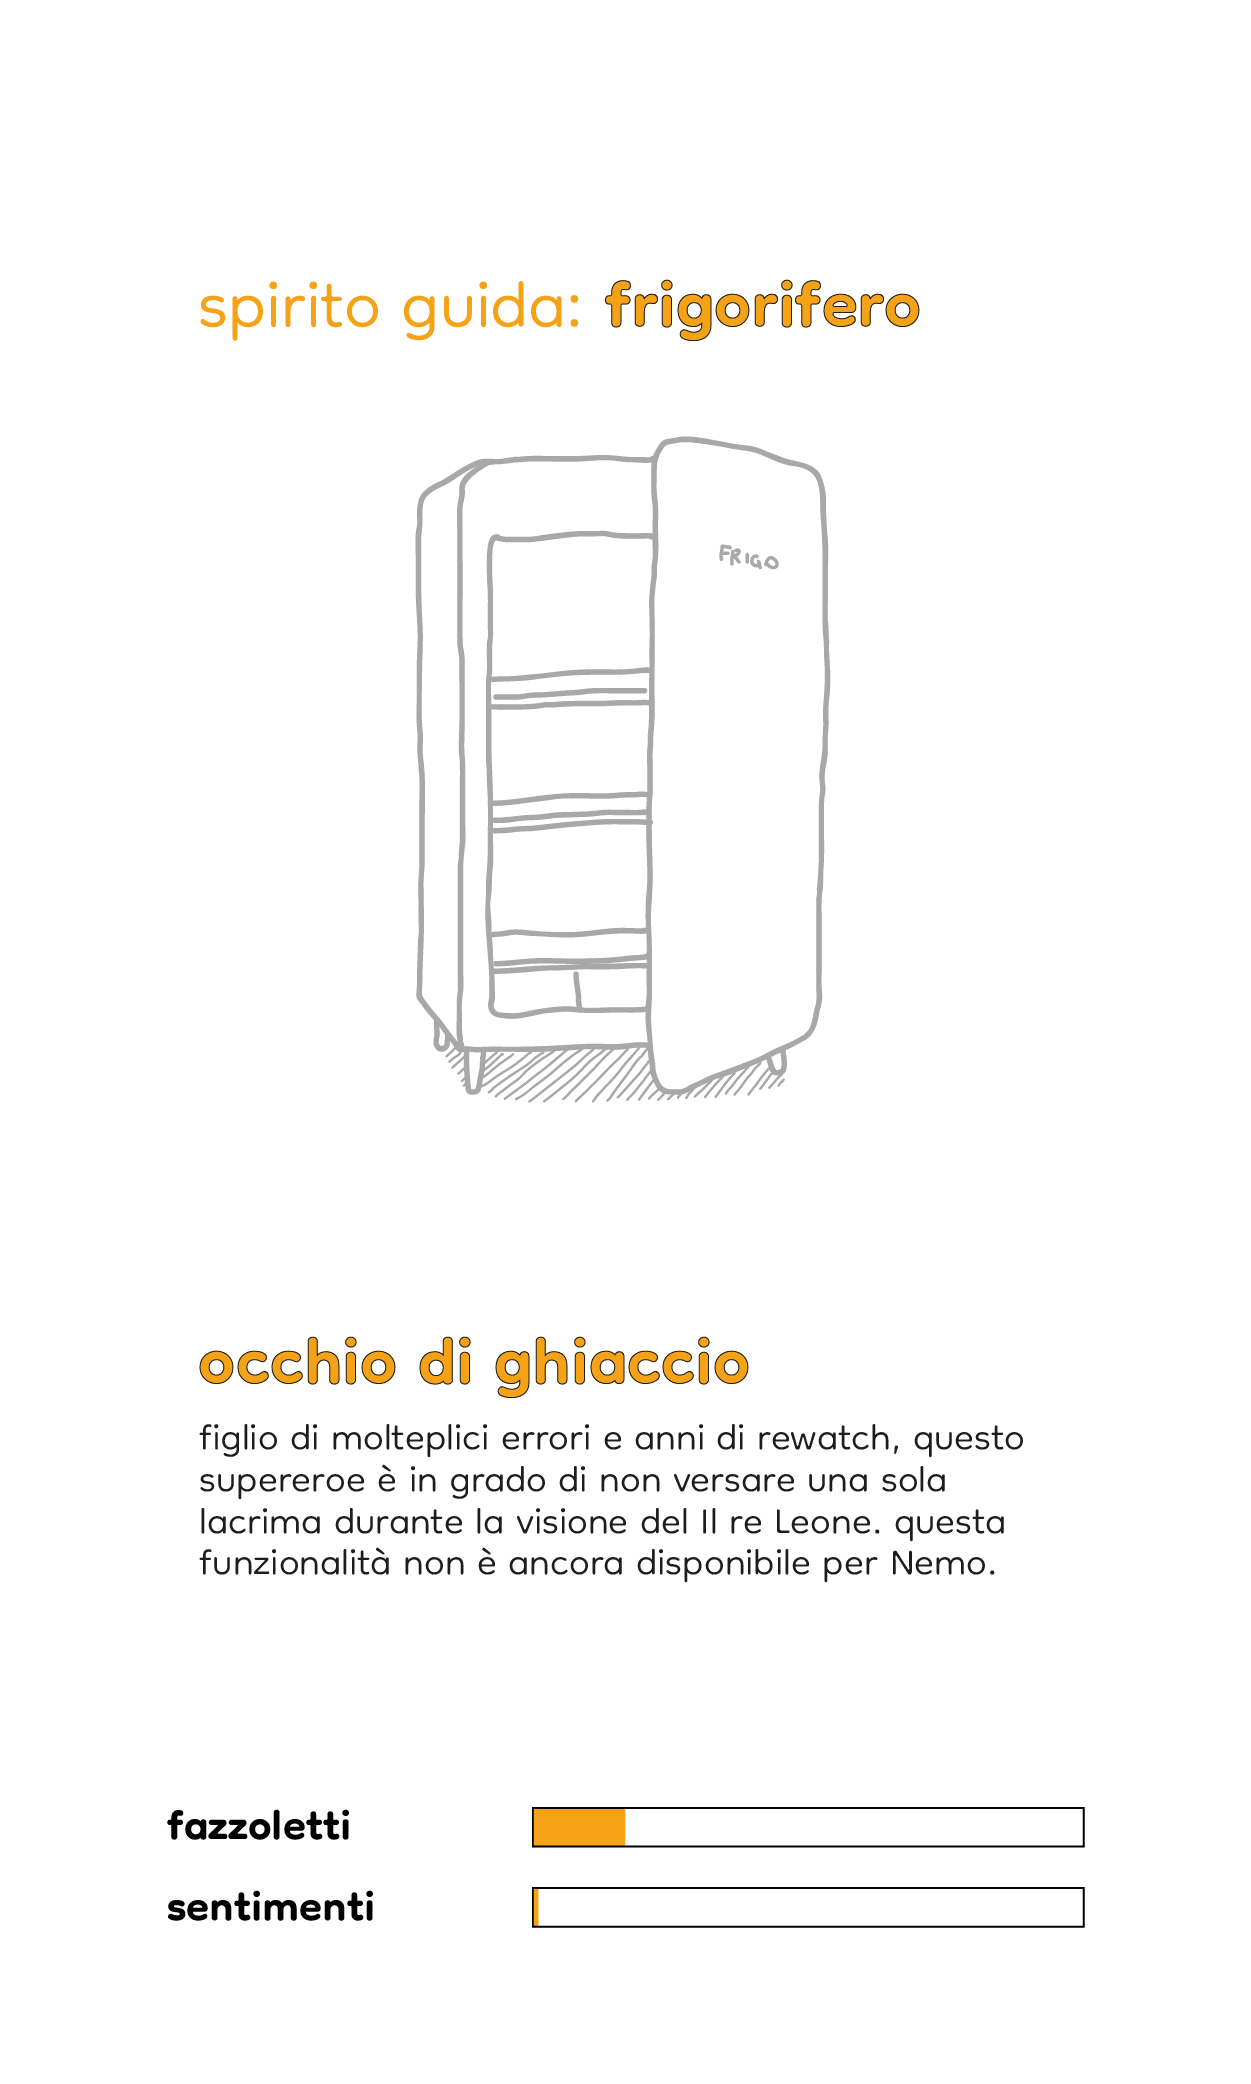 spirito guida: frigorifero
FRIGO
occhio di ghiaccio
figlio di molteplici errori e anni di rewatch, questo
supereroe è in grado di non versare una sola
lacrima durante la visione del Il re Leone. questa
funzionalità non è ancora disponibile per Nemo.
fazzoletti
sentimenti